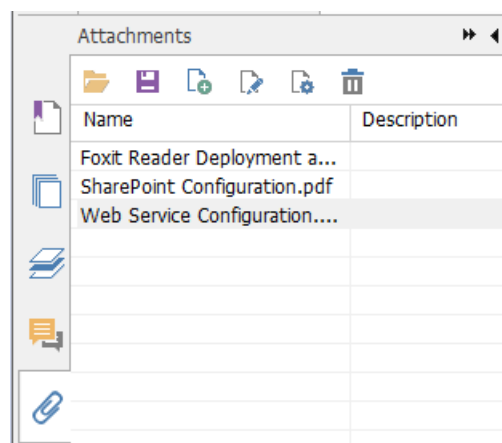 Attachments
Name Description
Foxit Reader Deployment a...
SharePoint Configuration.pdf
Web Service Configuration....